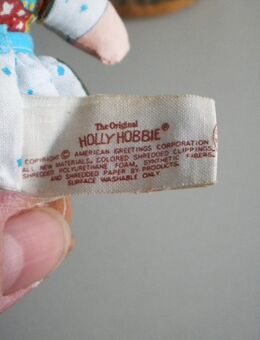 The Original
HOLLY HOBBIE®
COPYRIGHT © AMERICAN GREETINGS CORPORATION
ALL NEW MATERIALS, COLORED SHREDDED CLIPPINGS,
SHREDDED POLYURETHANE FOAM, SYNTHETIC FIBERS,
AND SHREDDED PAPER BY-PRODUCTS.
SURFACE WASHABLE ONLY